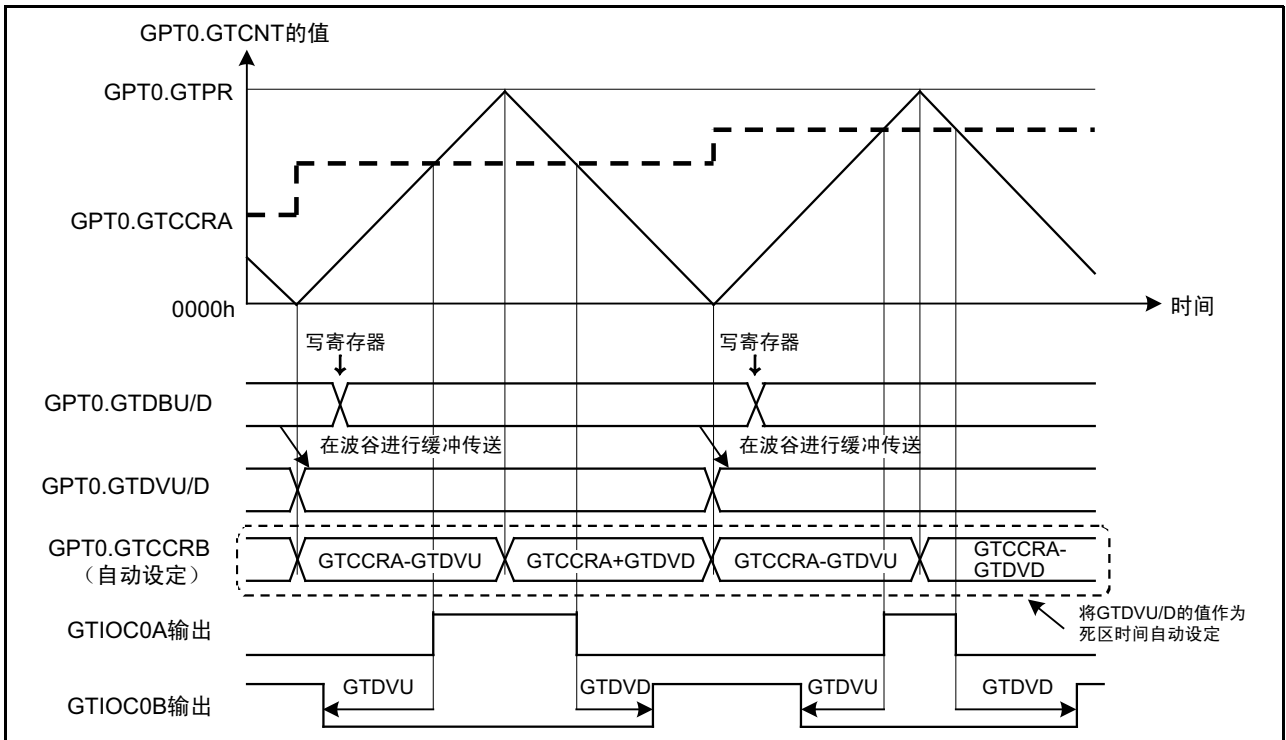 GPT0.GTCNT的值
GPT0.GTPR
GPT0.GTCCRA
0000h
时间
写寄存器
写寄存器
GPT0.GTDBU/D
在波谷进行缓冲传送
在波谷进行缓冲传送
GPT0.GTDVU/D
GPT0.GTCCRB
（自动设定）
GTCCRA-GTDVU
GTCCRA+GTDVD
GTCCRA-GTDVU
GTCCRA-
GTDVD
将GTDVU/D的值作为
死区时间自动设定
GTIOC0A输出
GTDVU
GTDVD
GTDVU
GTDVD
GTIOC0B输出